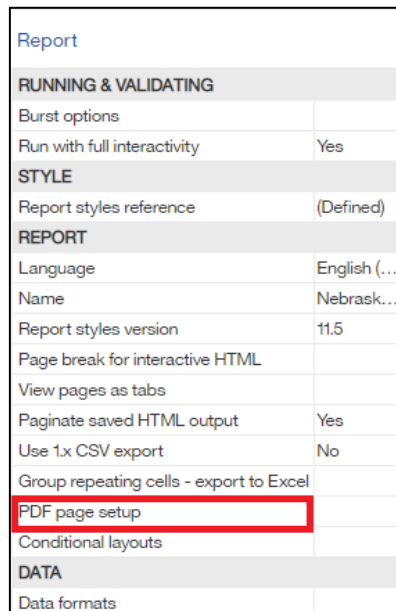 Report
RUNNING & VALIDATING
Burst options
Run with full interactivity Yes
STYLE
Report styles reference (Defined)
REPORT
Language English (...
Name Nebrask...
Report styles version 11.5
Page break for interactive HTML
View pages as tabs
Paginate saved HTML output Yes
Use 1.x CSV export No
Group repeating cells - export to Excel
PDF page setup
Conditional layouts
DATA
Data formats